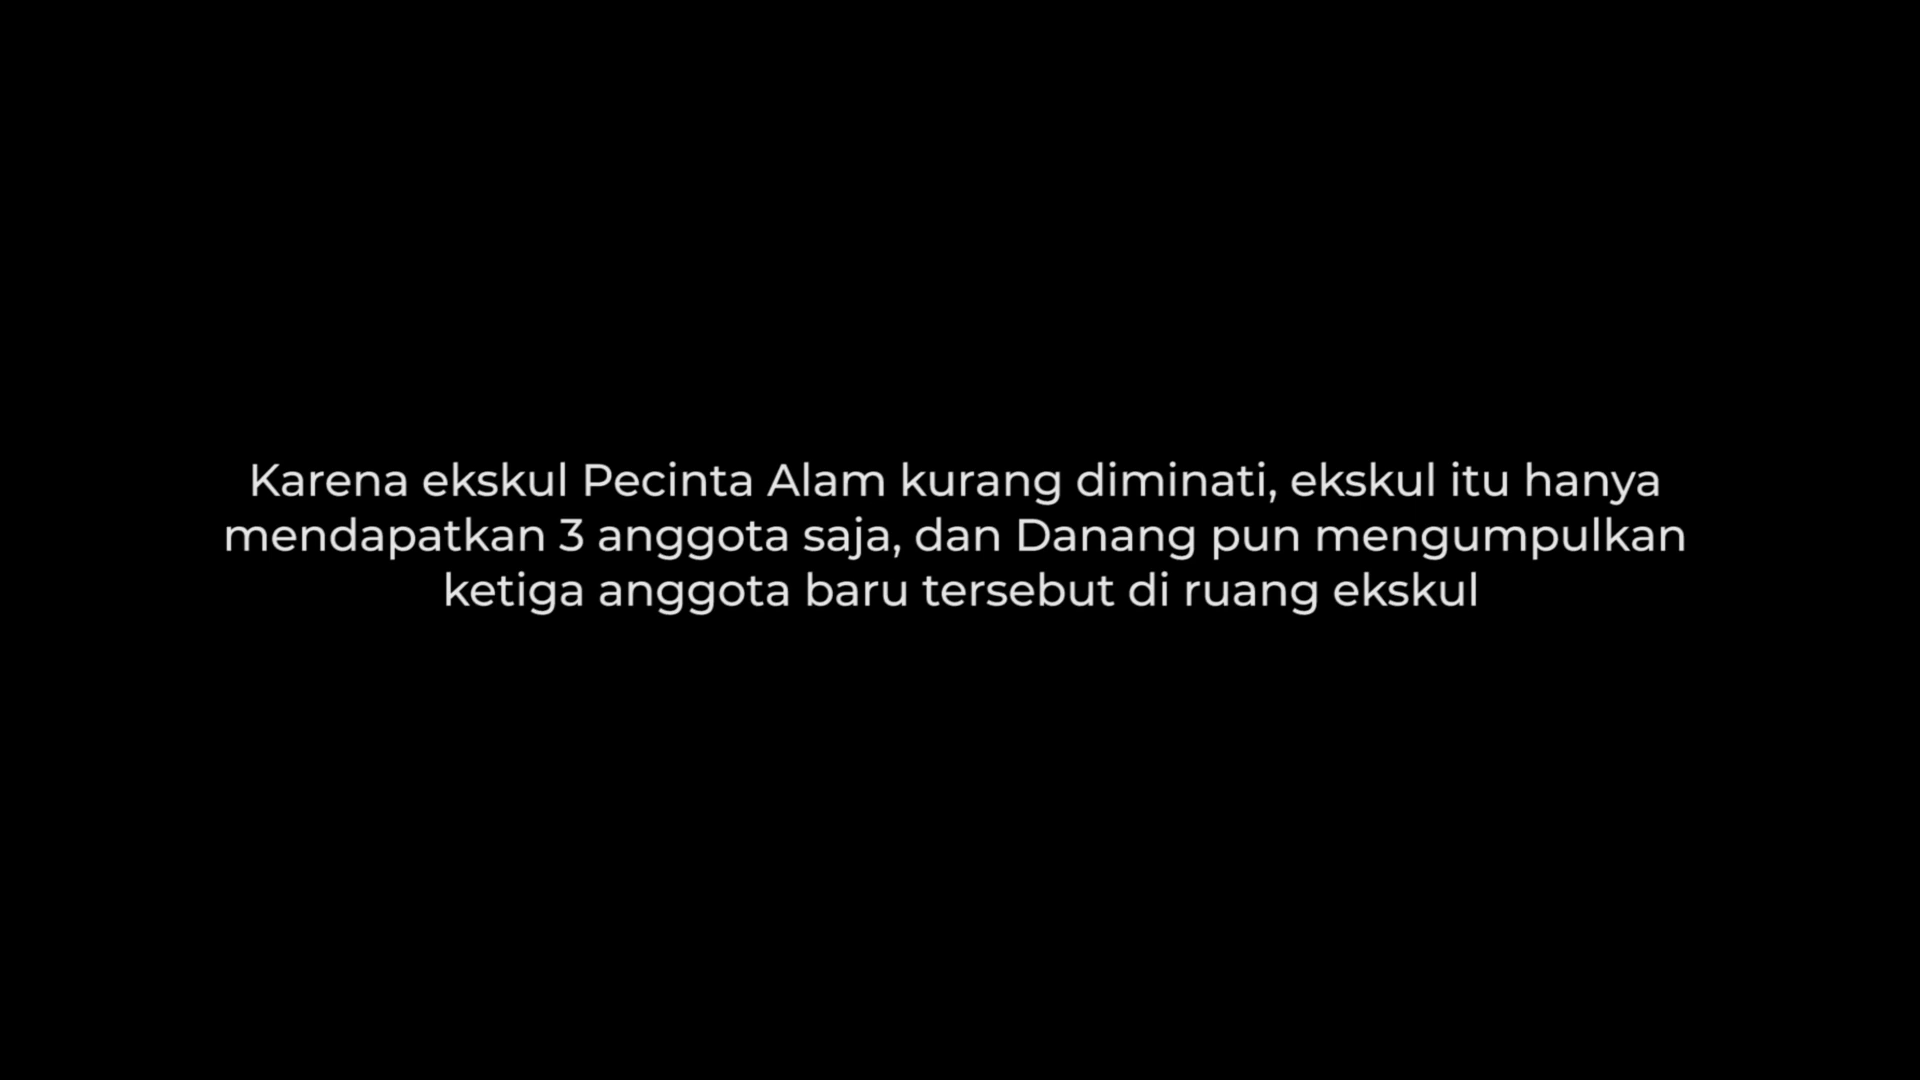 Karena ekskul Pecinta Alam kurang diminati, ekskul itu hanya
mendapatkan 3 anggota saja, dan Danang pun mengumpulkan
ketiga anggota baru tersebut di ruang ekskul